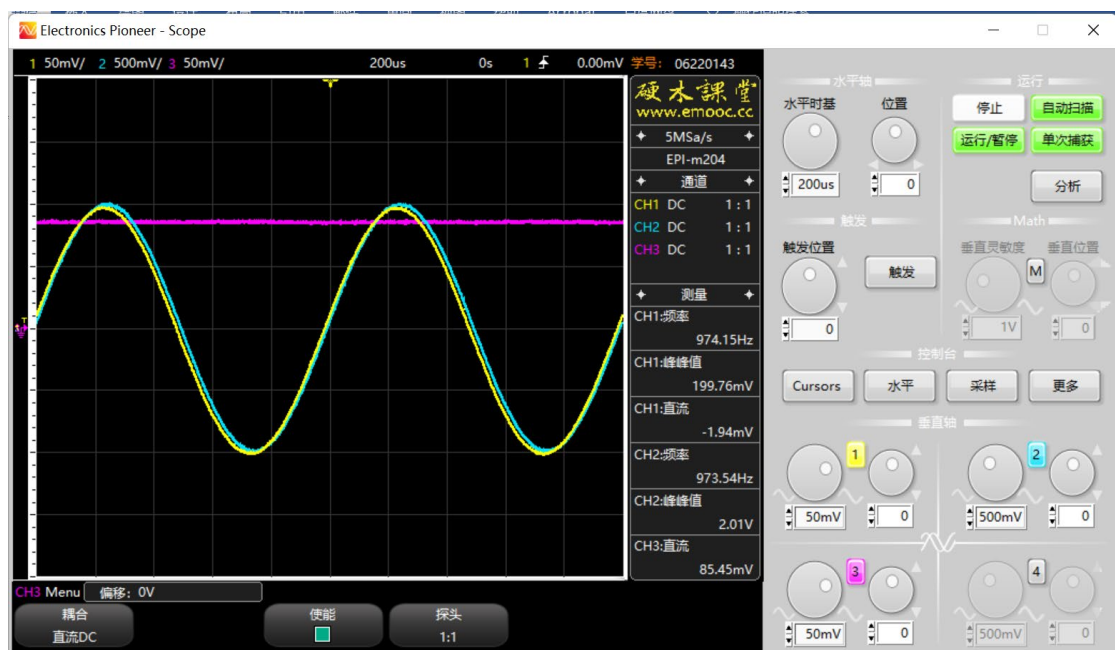 Electronics Pioneer - Scope
1 50mV/ 2 500mV/ 3 50mV/ 200us 0s 1 0.00mV 学号: 06220143
硬木課堂
www.emooc.cc
5MSa/s
EPI-m204
通道
CH1 DC 1 : 1
CH2 DC 1 : 1
CH3 DC 1 : 1
测量
CH1:频率
974.15Hz
CH1:峰峰值
199.76mV
CH1:直流
-1.94mV
CH2:频率
973.54Hz
CH2:峰峰值
2.01V
CH3:直流
85.45mV
T
CH3 Menu 偏移: 0V
耦合
直流DC
使能
探头
1:1
水平轴
水平时基 位置
200us 0
运行
停止 自动扫描
运行/暂停 单次捕获
分析
触发
触发位置
触发
0
Math
垂直灵敏度 垂直位置
M
1V 0
控制台
Cursors 水平 采样 更多
垂直轴
1 2
50mV 0 500mV 0
3 4
50mV 0 500mV 0